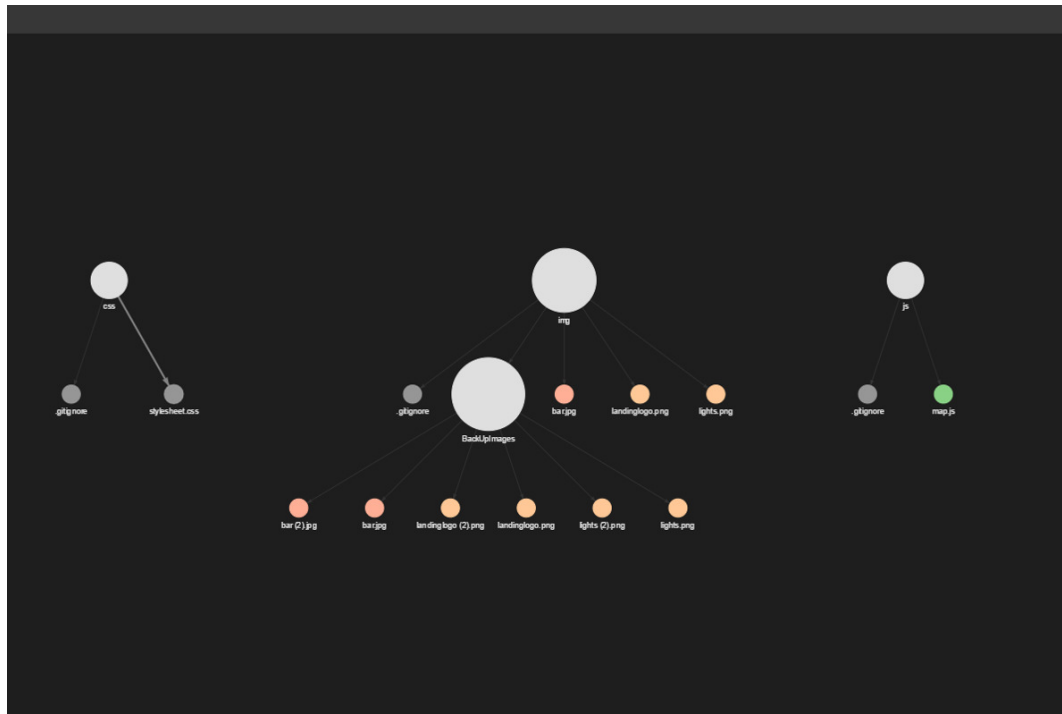 css
img
js
.gitignore
stylesheet.css
.gitignore
BackUpImages
bar.jpg
landinglogo.png
lights.png
.gitignore
map.js
bar (2).jpg
bar.jpg
landinglogo (2).png
landinglogo.png
lights (2).png
lights.png